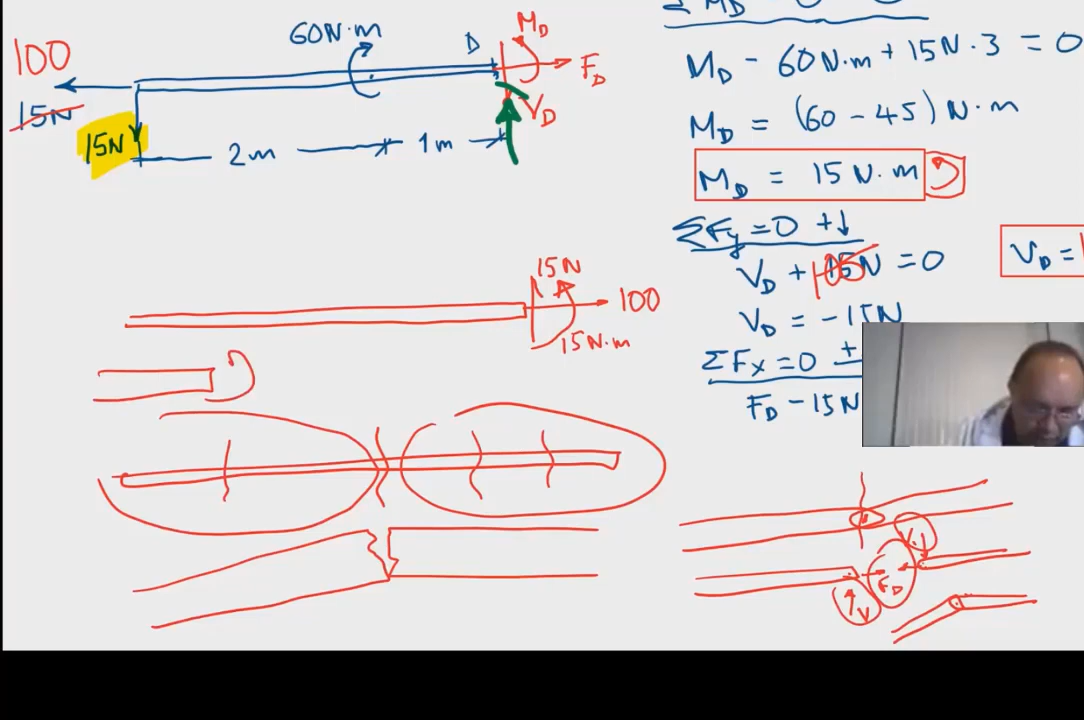 60N·m
D
M_D
F_D
V_D
100
15N
15N
2m
1m
M_D - 60N·m + 15N·3 = 0
M_D = (60 - 45) N·m
M_D = 15 N·m
ΣF_y = 0 +↓
V_D + 15N = 0
V_D =
V_D = -15N
ΣF_x = 0 +
F_D - 15N
15N
100
15N·m
V
F_D
V